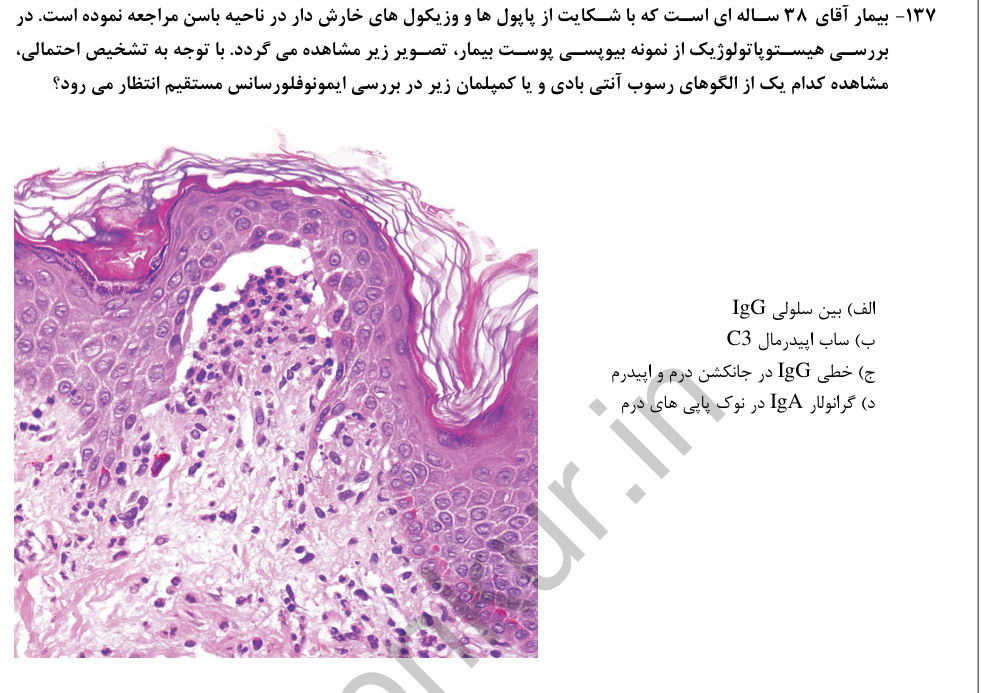 ۱۳۷- بیمار آقای ۳۸ ساله ای است که با شکایت از پاپول ها و وزیکول های خارش دار در ناحیه باسن مراجعه نموده است. در
بررسی هیستوپاتولوژیک از نمونه بیوپسی پوست بیمار، تصویر زیر مشاهده می گردد. با توجه به تشخیص احتمالی،
مشاهده کدام یک از الگوهای رسوب آنتی بادی و یا کمپلمان زیر در بررسی ایمونوفلورسانس مستقیم انتظار می رود؟
الف) بین سلولی IgG
ب) ساب اپیدرمال C3
ج) خطی IgG در جانکشن درم و اپیدرم
د) گرانولار IgA در نوک پاپی های درم